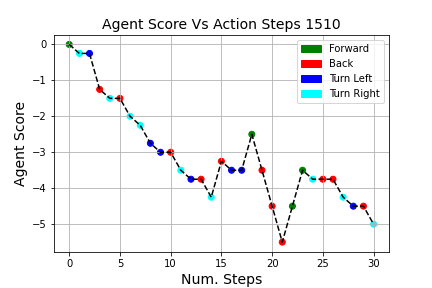 Agent Score Vs Action Steps 1510
Forward
Back
Turn Left
Turn Right
Agent Score
0
−1
−2
−3
−4
−5
0 5 10 15 20 25 30
Num. Steps